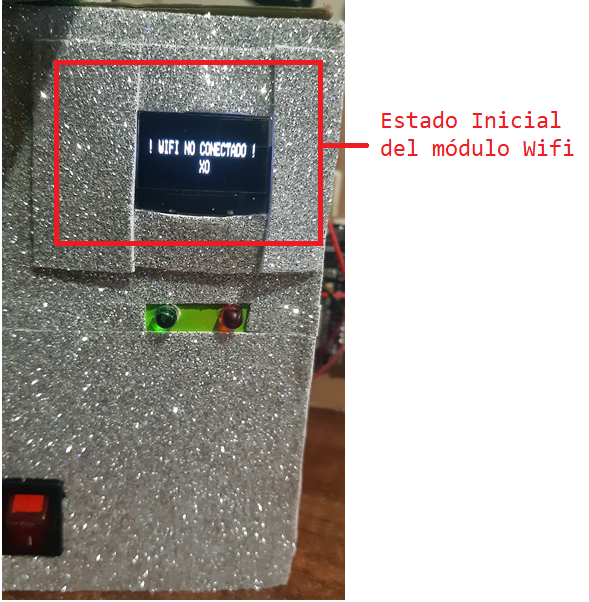 ! WIFI NO CONECTADO !
XO
Estado Inicial
del módulo Wifi